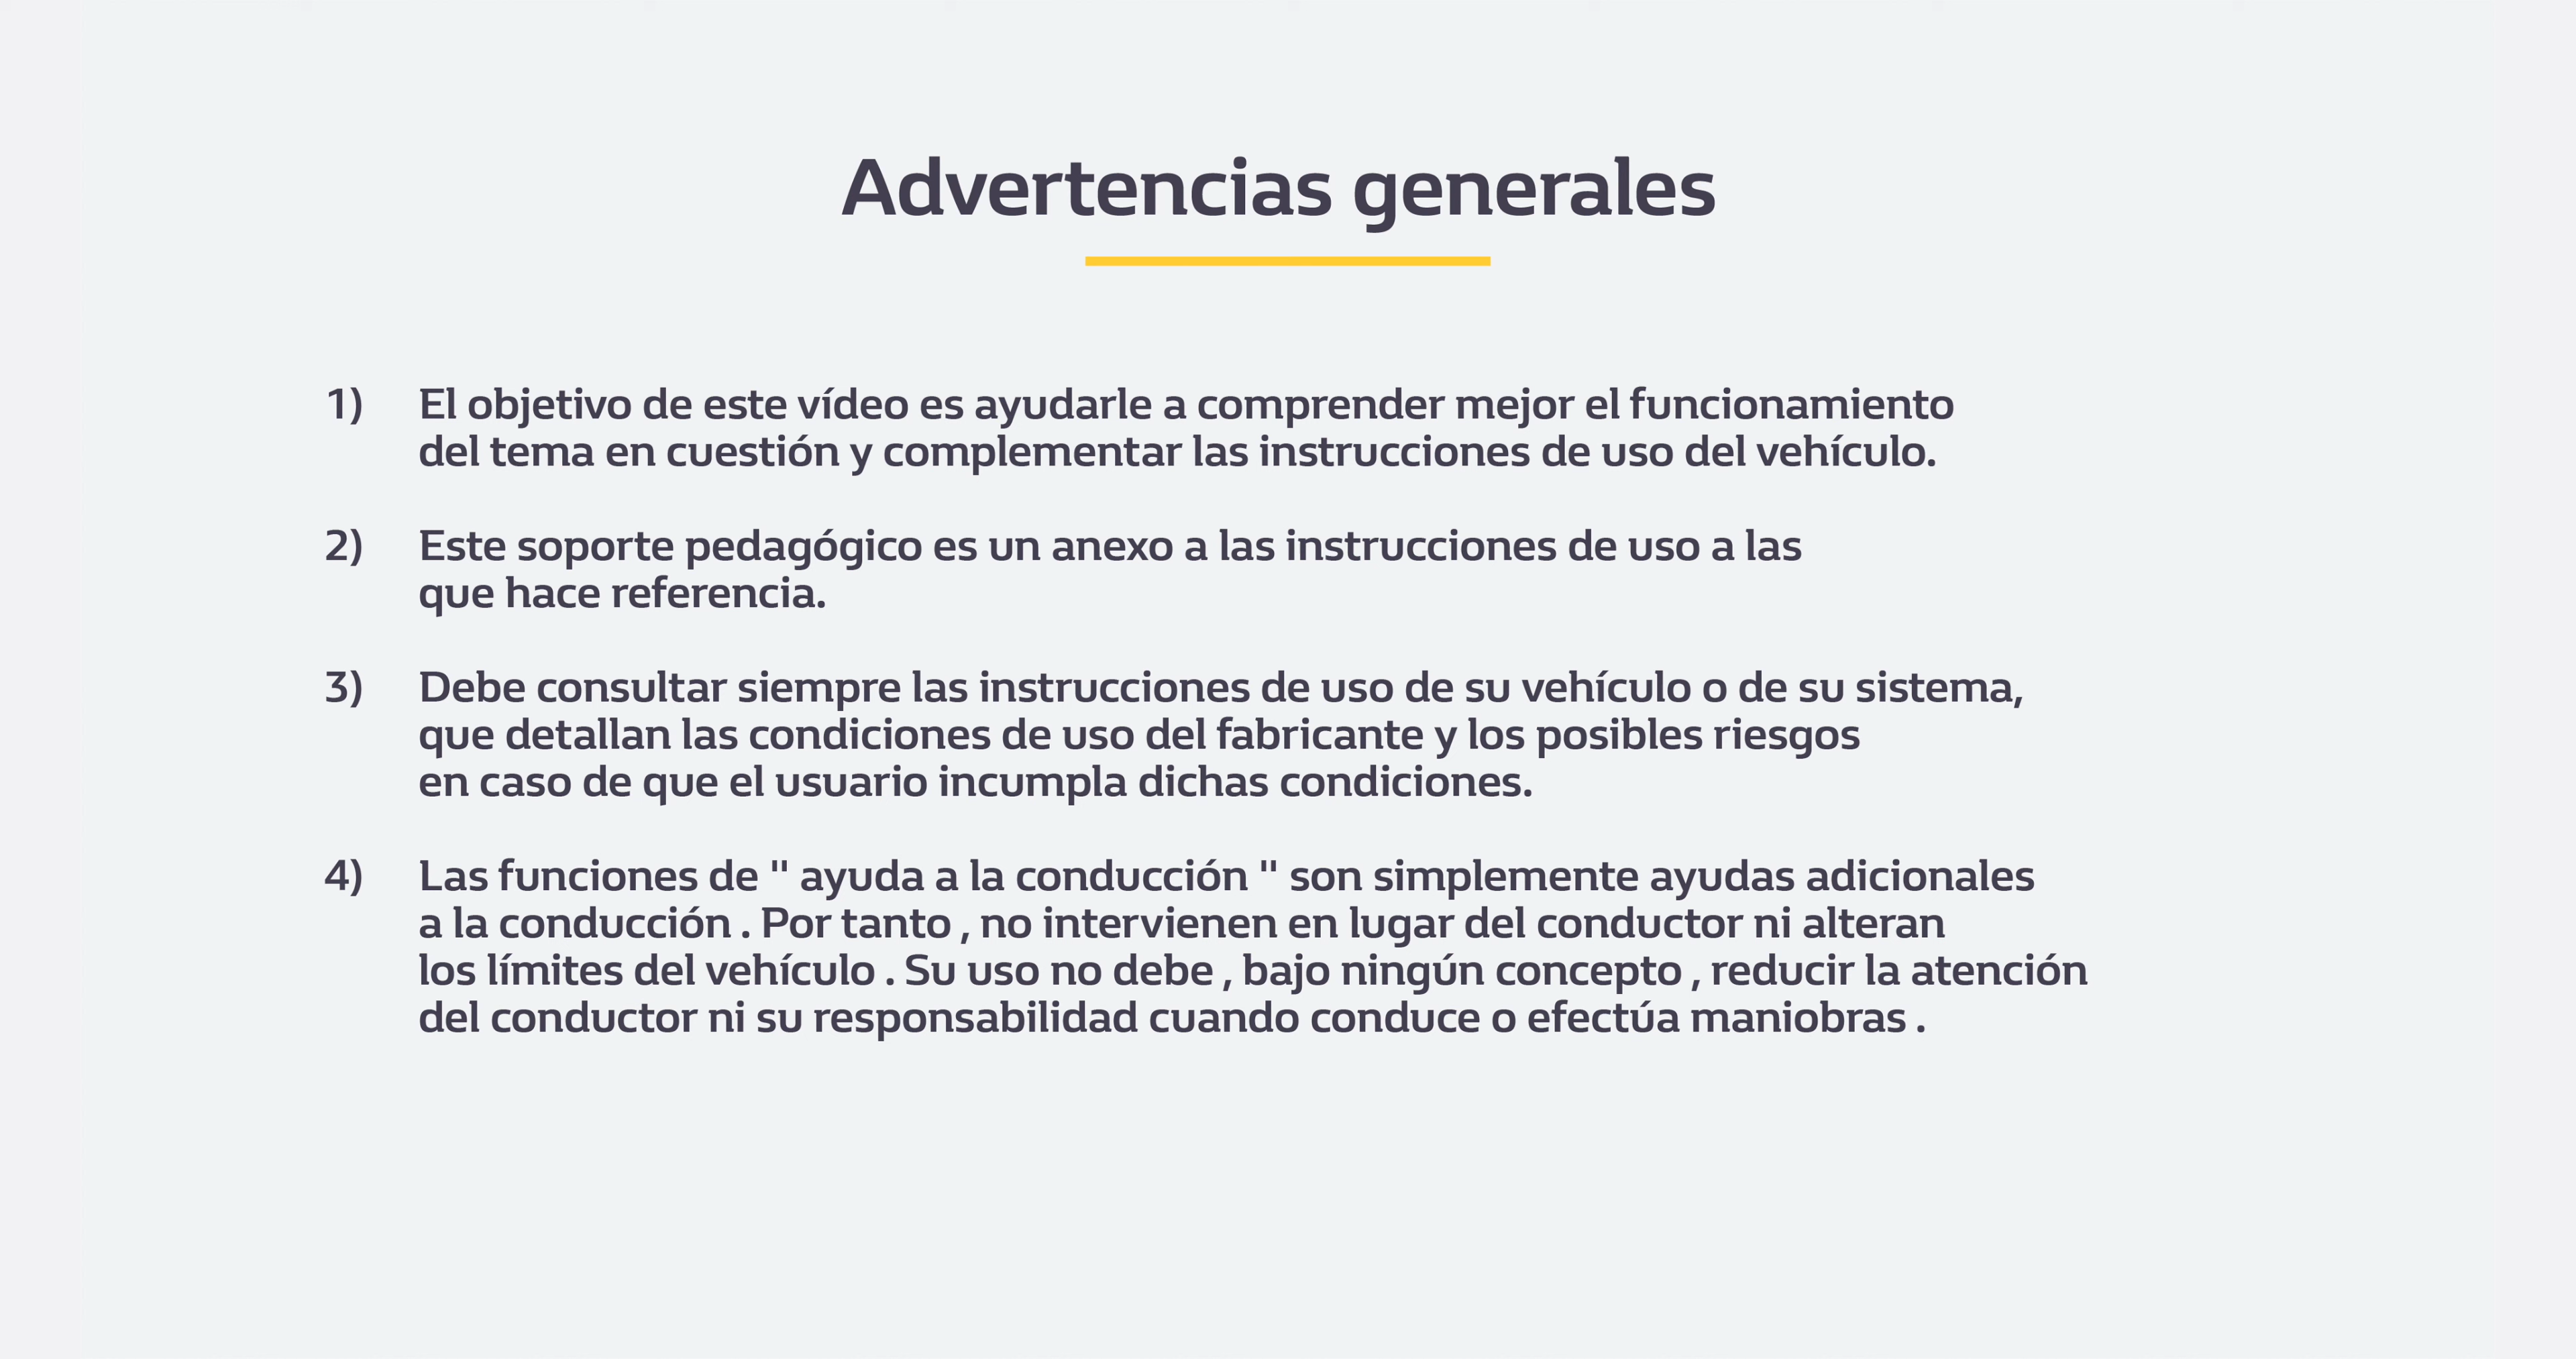 Advertencias generales
1) El objetivo de este vídeo es ayudarle a comprender mejor el funcionamiento
del tema en cuestión y complementar las instrucciones de uso del vehículo.
2) Este soporte pedagógico es un anexo a las instrucciones de uso a las
que hace referencia.
3) Debe consultar siempre las instrucciones de uso de su vehículo o de su sistema,
que detallan las condiciones de uso del fabricante y los posibles riesgos
en caso de que el usuario incumpla dichas condiciones.
4) Las funciones de " ayuda a la conducción " son simplemente ayudas adicionales
a la conducción . Por tanto , no intervienen en lugar del conductor ni alteran
los límites del vehículo . Su uso no debe , bajo ningún concepto , reducir la atención
del conductor ni su responsabilidad cuando conduce o efectúa maniobras .